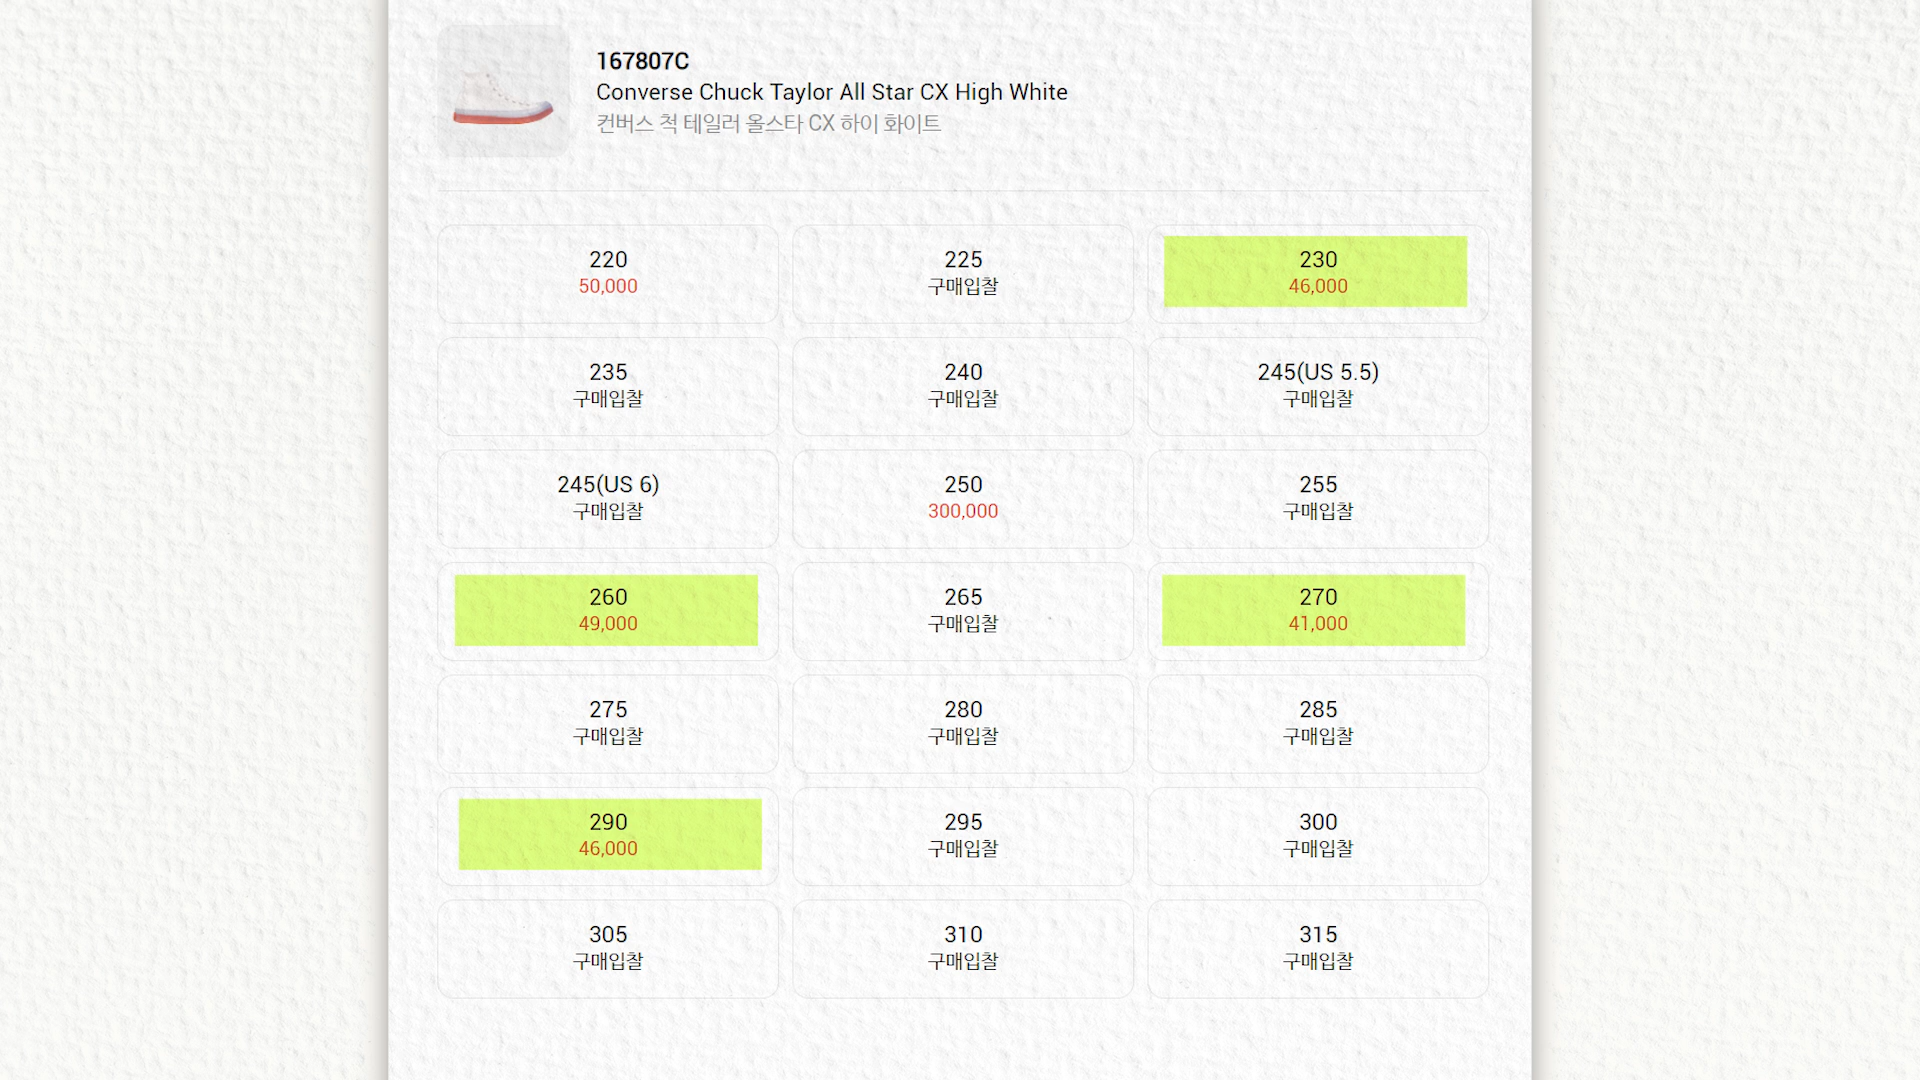 167807C
Converse Chuck Taylor All Star CX High White
컨버스 척 테일러 올스타 CX 하이 화이트
220
50,000
225
구매입찰
230
46,000
235
구매입찰
240
구매입찰
245(US 5.5)
구매입찰
245(US 6)
구매입찰
250
300,000
255
구매입찰
260
49,000
265
구매입찰
270
41,000
275
구매입찰
280
구매입찰
285
구매입찰
290
46,000
295
구매입찰
300
구매입찰
305
구매입찰
310
구매입찰
315
구매입찰